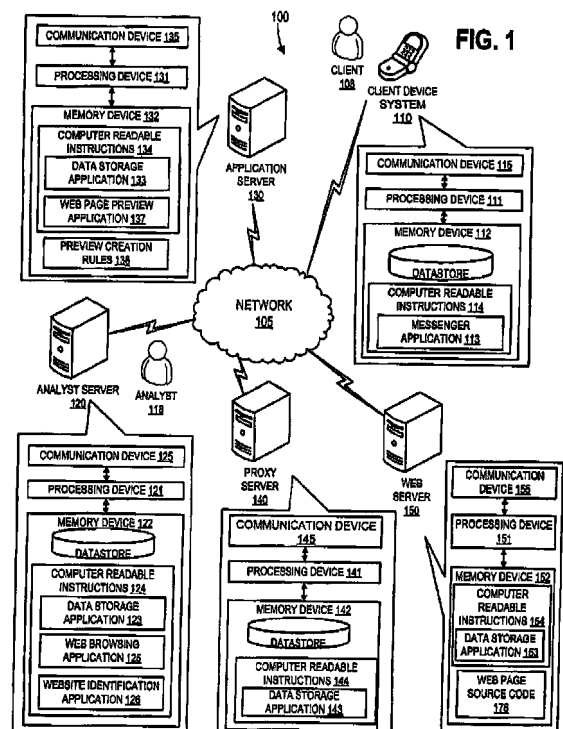 100
FIG. 1
COMMUNICATION DEVICE 135
PROCESSING DEVICE 131
MEMORY DEVICE 132
COMPUTER READABLE
INSTRUCTIONS 134
DATA STORAGE
APPLICATION 133
WEB PAGE PREVIEW
APPLICATION 137
PREVIEW CREATION
RULES 138
APPLICATION
SERVER
130
CLIENT
108
CLIENT DEVICE
SYSTEM
110
COMMUNICATION DEVICE 115
PROCESSING DEVICE 111
MEMORY DEVICE 112
DATASTORE
COMPUTER READABLE
INSTRUCTIONS 114
MESSENGER
APPLICATION 113
NETWORK
105
ANALYST SERVER
120
ANALYST
118
PROXY
SERVER
140
WEB
SERVER
150
COMMUNICATION DEVICE 125
PROCESSING DEVICE 121
MEMORY DEVICE 122
DATASTORE
COMPUTER READABLE
INSTRUCTIONS 124
DATA STORAGE
APPLICATION 123
WEB BROWSING
APPLICATION 125
WEBSITE IDENTIFICATION
APPLICATION 126
COMMUNICATION DEVICE
145
PROCESSING DEVICE 141
MEMORY DEVICE 142
DATASTORE
COMPUTER READABLE
INSTRUCTIONS 144
DATA STORAGE
APPLICATION 143
COMMUNICATION
DEVICE 155
PROCESSING DEVICE
151
MEMORY DEVICE 152
COMPUTER
READABLE
INSTRUCTIONS 154
DATA STORAGE
APPLICATION 153
WEB PAGE
SOURCE CODE
176